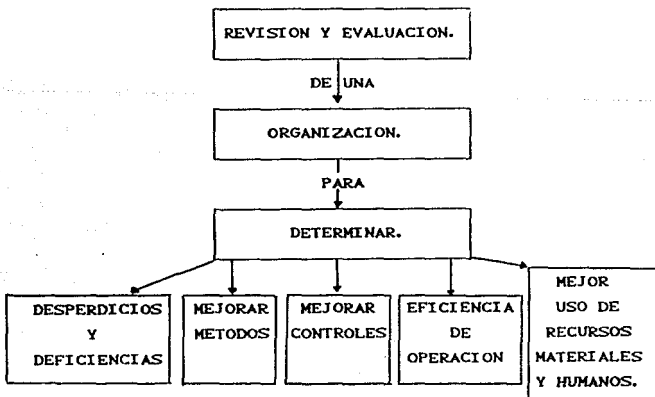 REVISION Y EVALUACION.
DE UNA
ORGANIZACION.
PARA
DETERMINAR.
DESPERDICIOS
Y
DEFICIENCIAS
MEJORAR
METODOS
MEJORAR
CONTROLES
EFICIENCIA
DE
OPERACION
MEJOR
USO DE
RECURSOS
MATERIALES
Y HUMANOS.